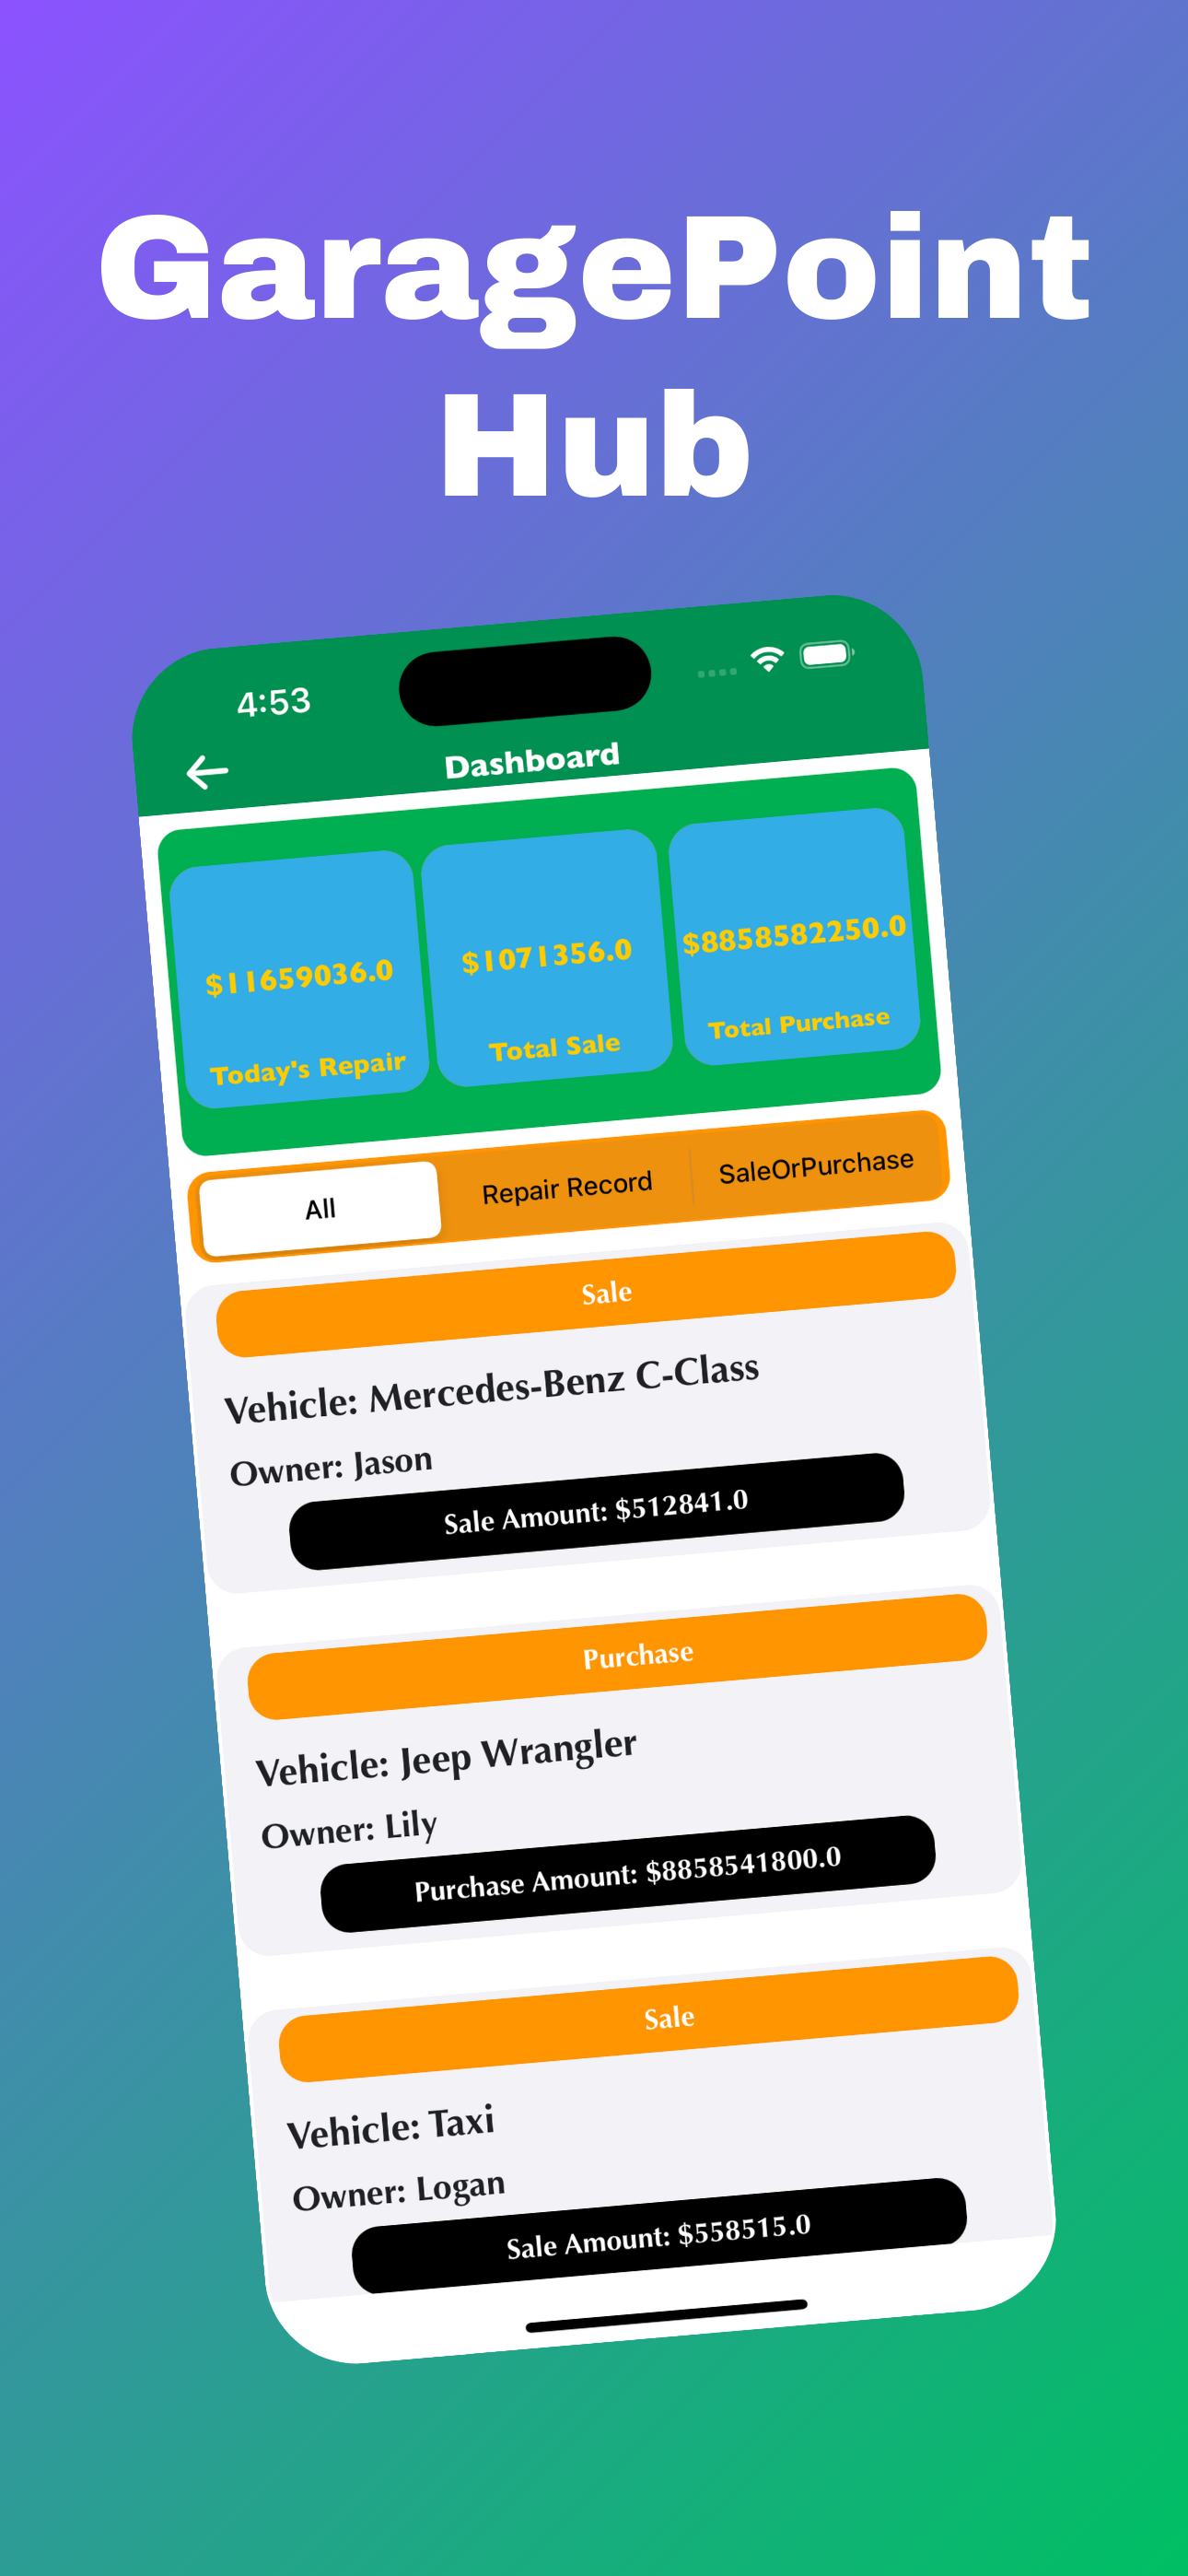 GaragePoint
Hub
4:53
Dashboard
$11659036.0
$1071356.0
$8858582250.0
Today's Repair
Total Sale
Total Purchase
All
Repair Record
SaleOrPurchase
Sale
Vehicle: Mercedes-Benz C-Class
Owner: Jason
Sale Amount: $512841.0
Purchase
Vehicle: Jeep Wrangler
Owner: Lily
Purchase Amount: $8858541800.0
Sale
Vehicle: Taxi
Owner: Logan
Sale Amount: $558515.0